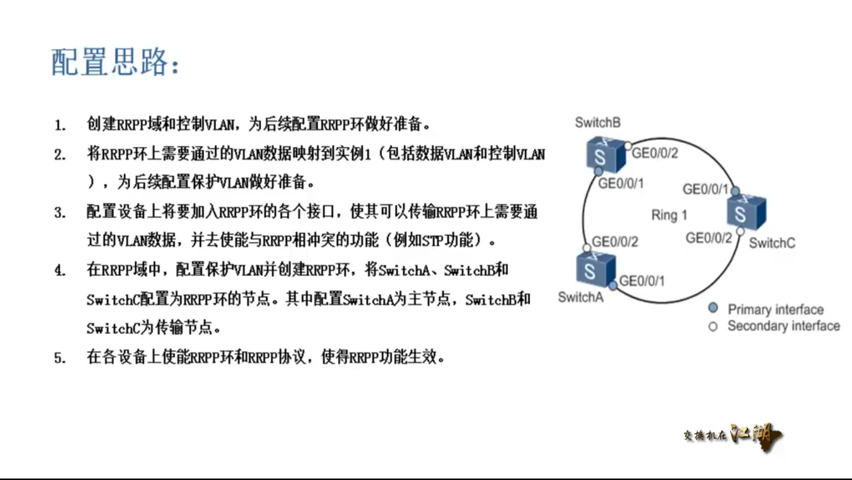 配置思路：
1. 创建RRPP域和控制VLAN，为后续配置RRPP环做好准备。
2. 将RRPP环上需要通过的VLAN数据映射到实例1（包括数据VLAN和控制VLAN
），为后续配置保护VLAN做好准备。
3. 配置设备上将要加入RRPP环的各个接口，使其可以传输RRPP环上需要通
过的VLAN数据，并去使能与RRPP相冲突的功能（例如STP功能）。
4. 在RRPP域中，配置保护VLAN并创建RRPP环，将SwitchA、SwitchB和
SwitchC配置为RRPP环的节点。其中配置SwitchA为主节点，SwitchB和
SwitchC为传输节点。
5. 在各设备上使能RRPP环和RRPP协议，使得RRPP功能生效。
SwitchB
S
GE0/0/2
GE0/0/1
GE0/0/1
Ring 1
S
GE0/0/2
SwitchC
GE0/0/2
S
GE0/0/1
SwitchA
Primary interface
Secondary interface
交换机在江湖